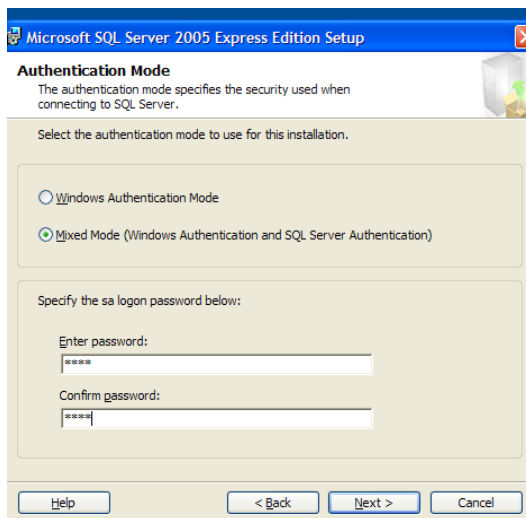 Microsoft SQL Server 2005 Express Edition Setup
Authentication Mode
The authentication mode specifies the security used when
connecting to SQL Server.
Select the authentication mode to use for this installation.
Windows Authentication Mode
Mixed Mode (Windows Authentication and SQL Server Authentication)
Specify the sa logon password below:
Enter password:
****
Confirm password:
****
Help
< Back
Next >
Cancel